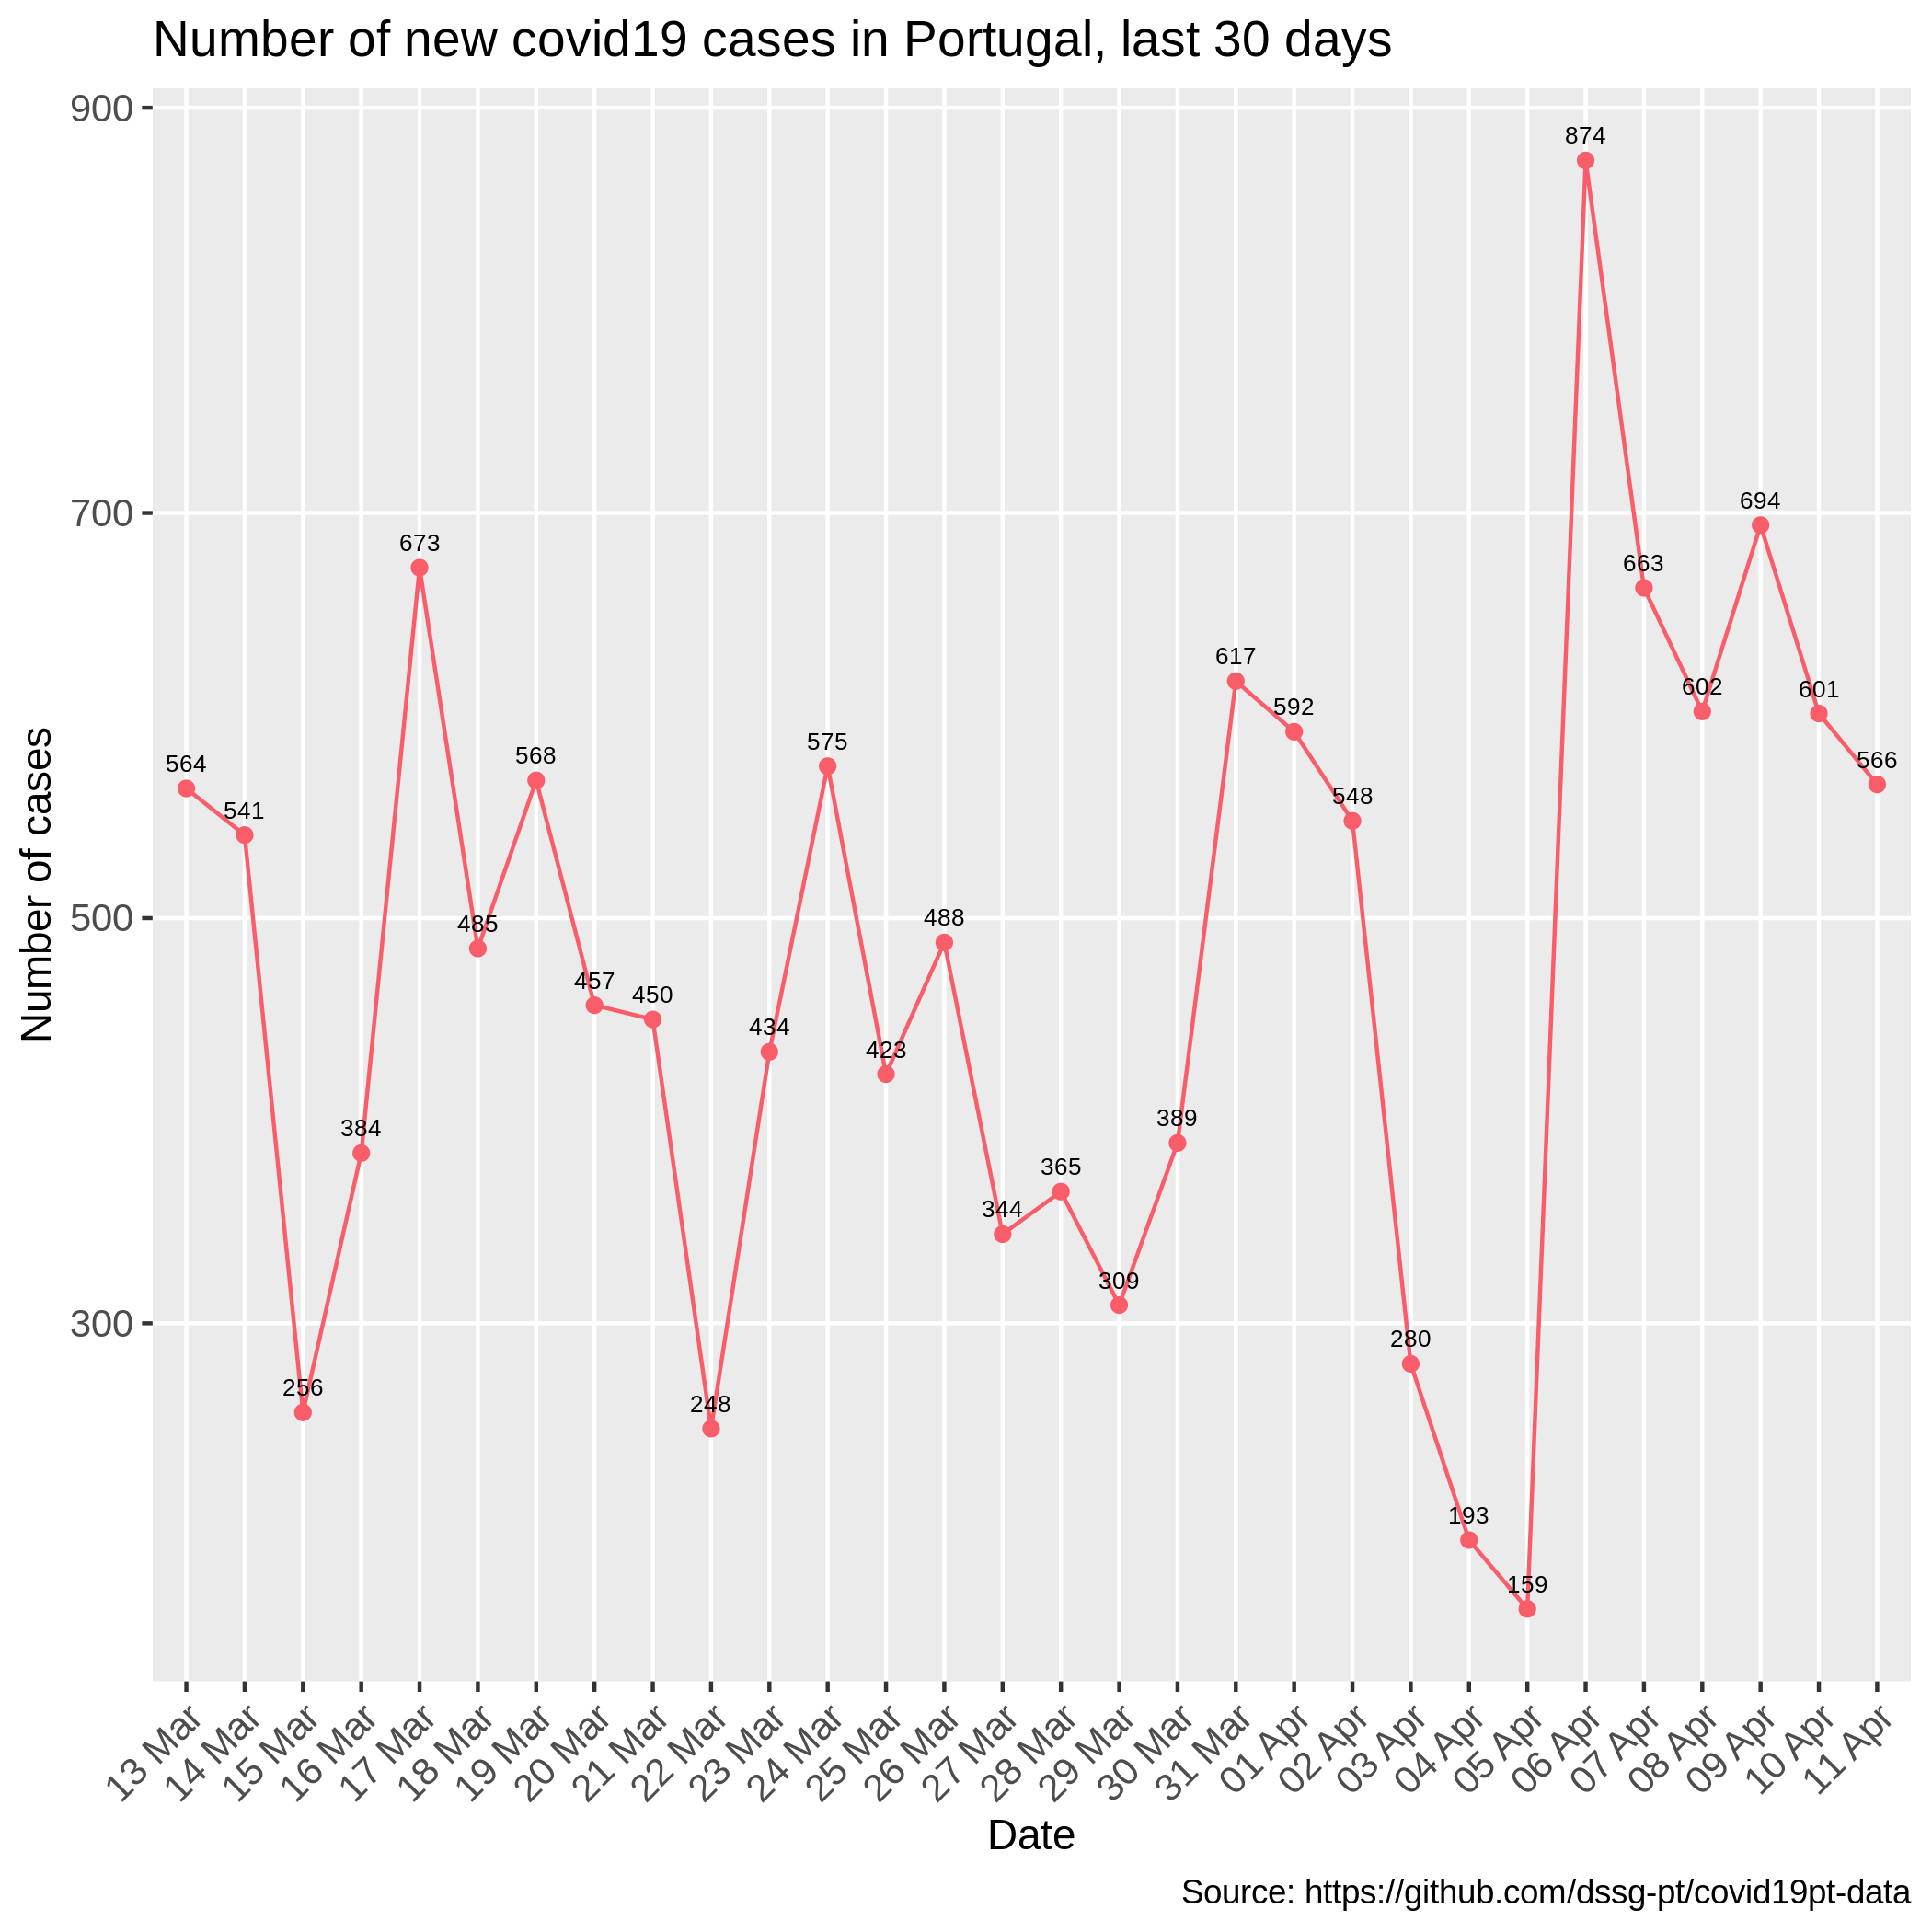 Number of new covid19 cases in Portugal, last 30 days
900
700
500
300
Number of cases
564
541
256
384
673
485
568
457
450
248
434
575
423
488
344
365
309
389
617
592
548
280
193
159
874
663
602
694
601
566
13 Mar
14 Mar
15 Mar
16 Mar
17 Mar
18 Mar
19 Mar
20 Mar
21 Mar
22 Mar
23 Mar
24 Mar
25 Mar
26 Mar
27 Mar
28 Mar
29 Mar
30 Mar
31 Mar
01 Apr
02 Apr
03 Apr
04 Apr
05 Apr
06 Apr
07 Apr
08 Apr
09 Apr
10 Apr
11 Apr
Date
Source: https://github.com/dssg-pt/covid19pt-data